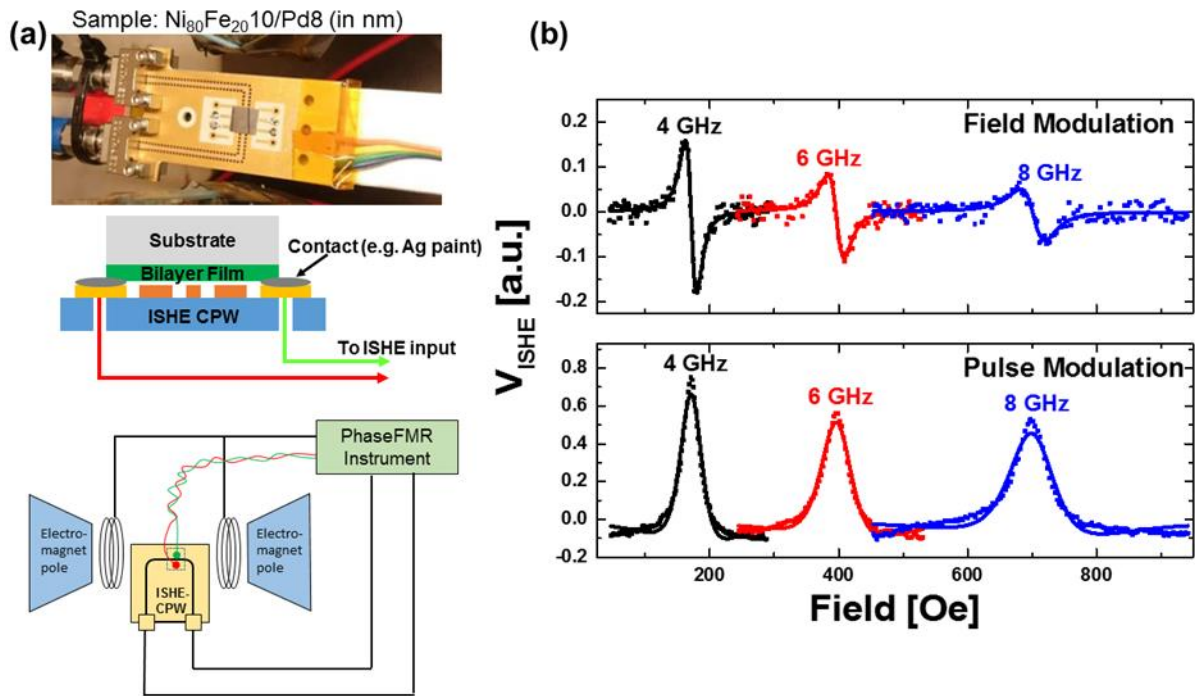 (a)
Sample: Ni80Fe2010/Pd8 (in nm)
Substrate
Contact (e.g. Ag paint)
Bilayer Film
ISHE CPW
To ISHE input
PhaseFMR
Instrument
Electro-
magnet
pole
Electro-
magnet
pole
ISHE-
CPW
(b)
VISHE [a.u.]
Field Modulation
4 GHz
6 GHz
8 GHz
0.2
0.1
0.0
-0.1
-0.2
Pulse Modulation
4 GHz
6 GHz
8 GHz
0.8
0.6
0.4
0.0
-0.2
200
400
600
800
Field [Oe]